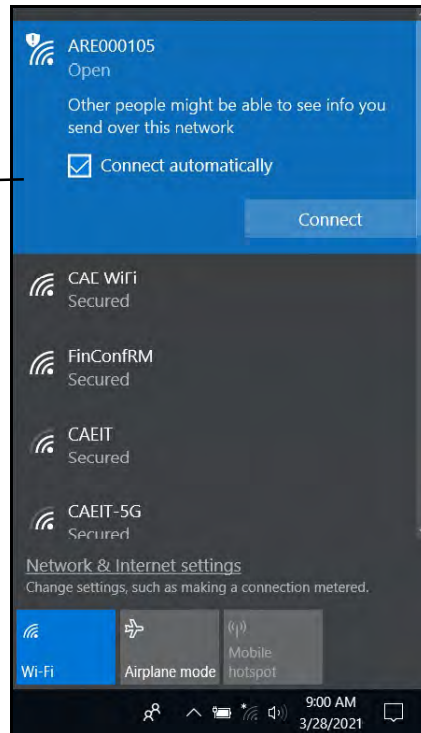 ARE000105
Open
Other people might be able to see info you
send over this network
Connect automatically
Connect
CAE WiFi
Secured
FinConfRM
Secured
CAEIT
Secured
CAEIT-5G
Secured
Network & Internet settings
Change settings, such as making a connection metered.
Wi-Fi
Airplane mode
Mobile
hotspot
9:00 AM
3/28/2021